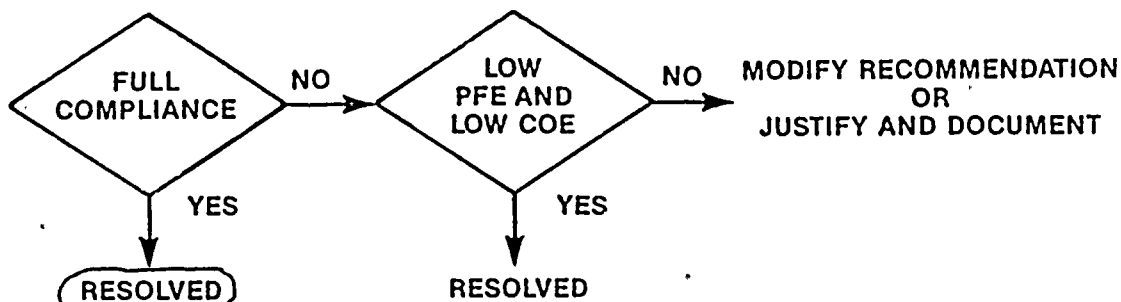 FULL
COMPLIANCE
NO
LOW
PFE AND
LOW COE
NO
MODIFY RECOMMENDATION
OR
JUSTIFY AND DOCUMENT
YES
YES
RESOLVED
RESOLVED